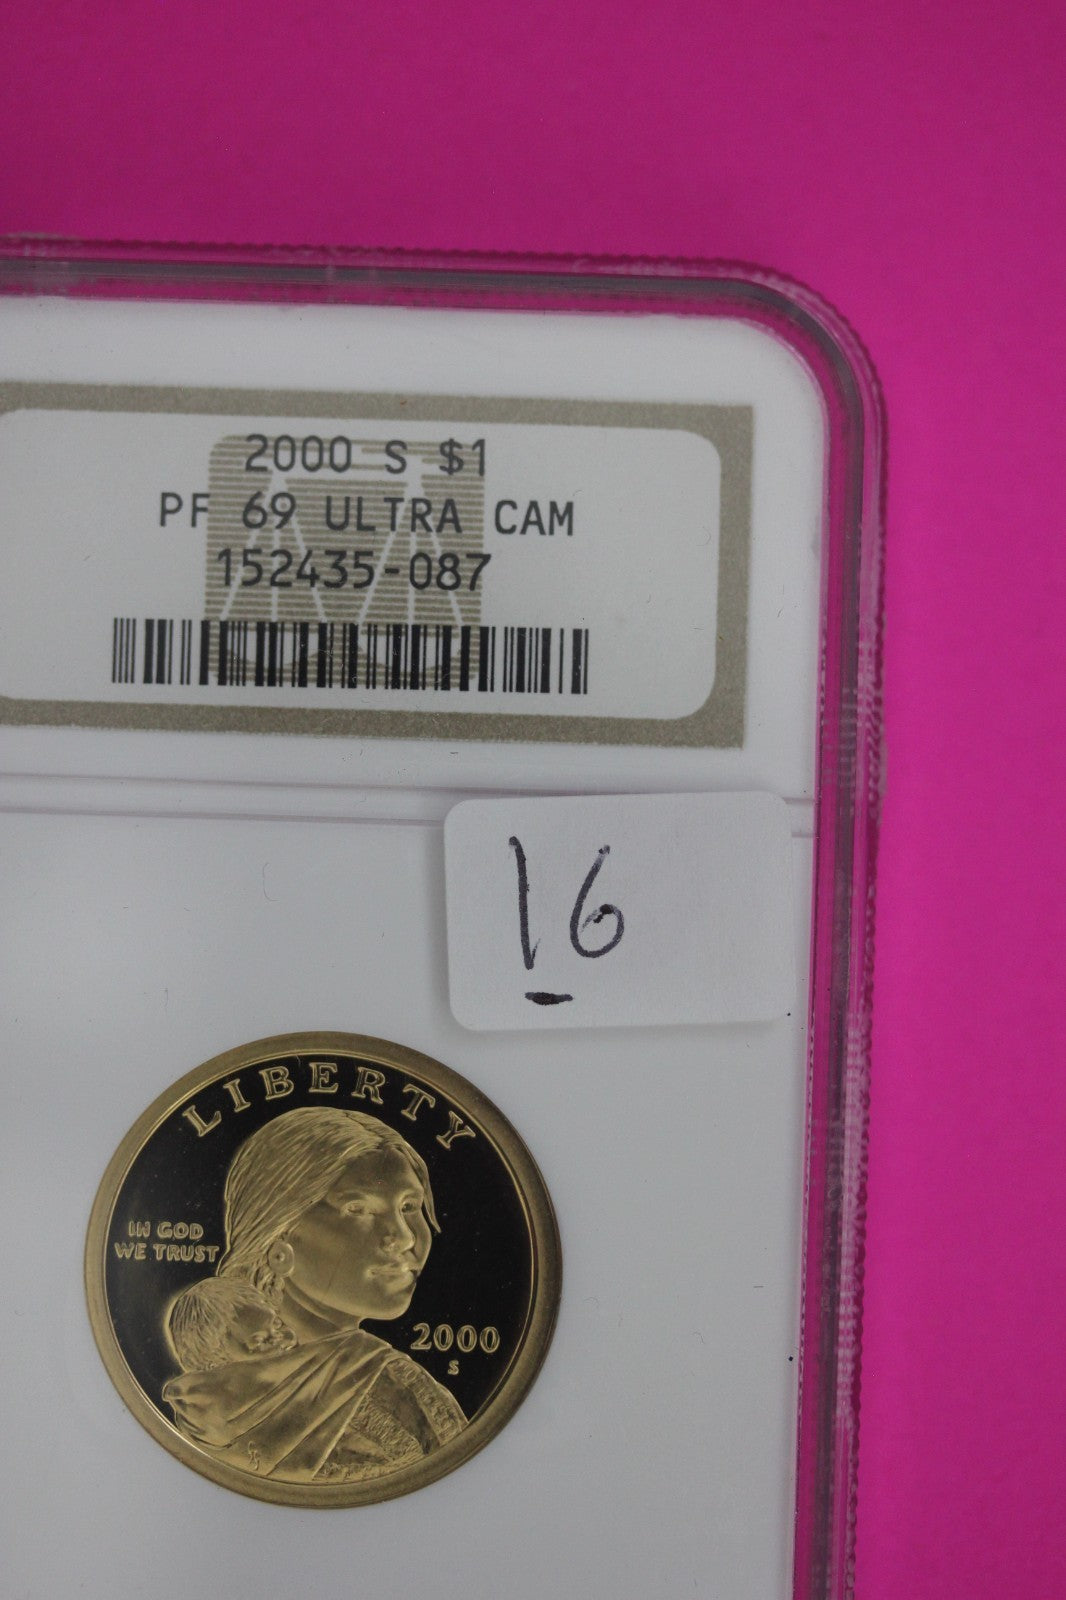 2000 S $1
PF 69 ULTRA CAM
152435-087
16
LIBERTY
IN GOD
WE TRUST
2000
S